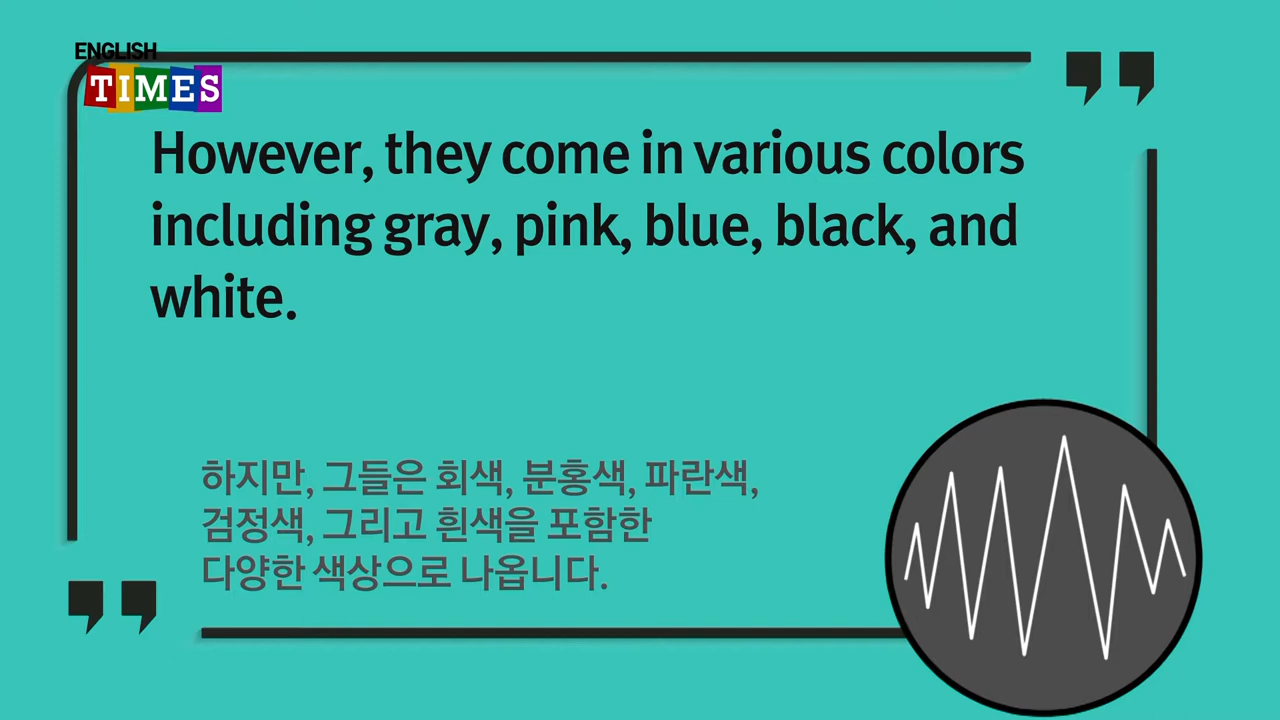 ENGLISH
TIMES
However, they come in various colors
including gray, pink, blue, black, and
white.
하지만, 그들은 회색, 분홍색, 파란색,
검정색, 그리고 흰색을 포함한
다양한 색상으로 나옵니다.